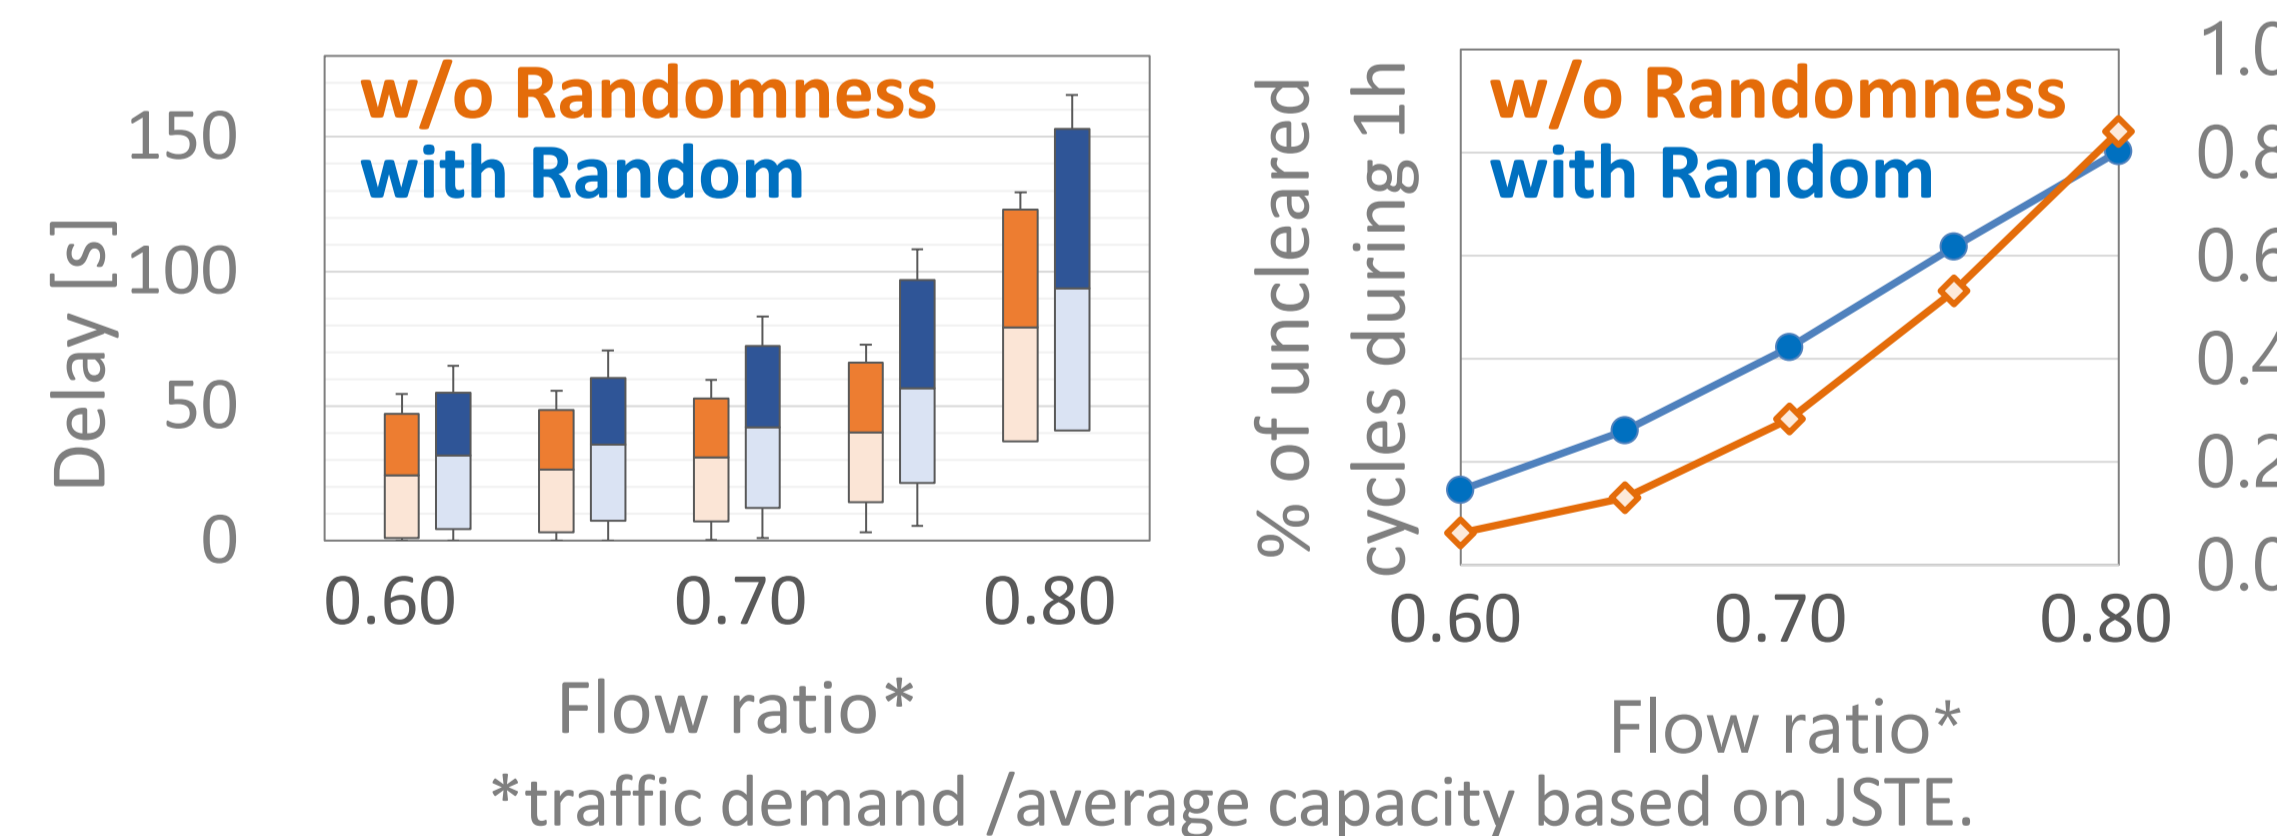 w/o Randomness
with Random
Delay [s]
150
100
50
0
0.60 0.70 0.80
Flow ratio*
% of uncleared
cycles during 1h
w/o Randomness
with Random
0.60 0.70 0.80
Flow ratio*
*traffic demand /average capacity based on JSTE.